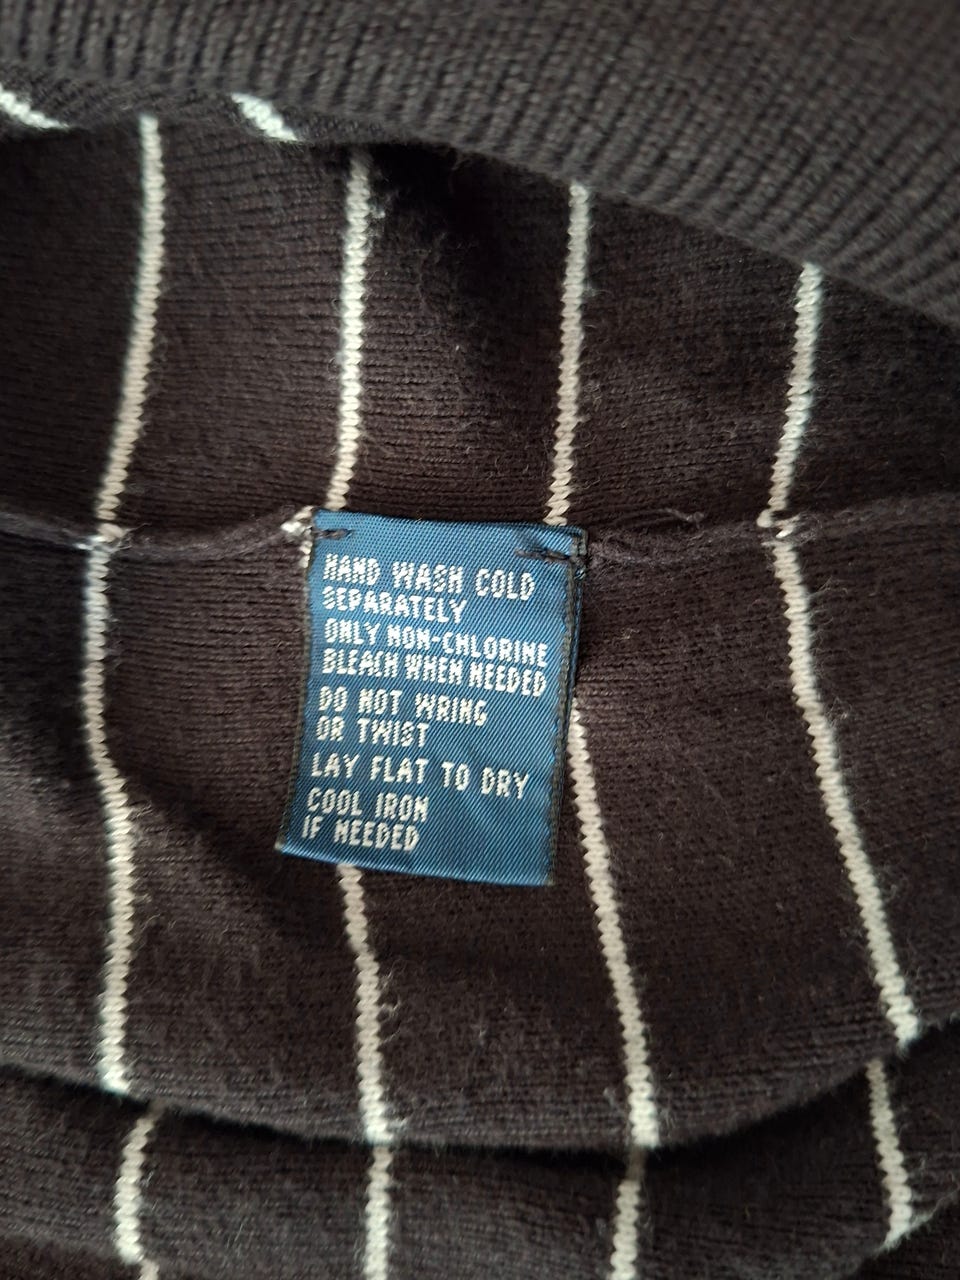 HAND WASH COLD
SEPARATELY
ONLY NON-CHLORINE
BLEACH WHEN NEEDED
DO NOT WRING
OR TWIST
LAY FLAT TO DRY
COOL IRON
IF NEEDED